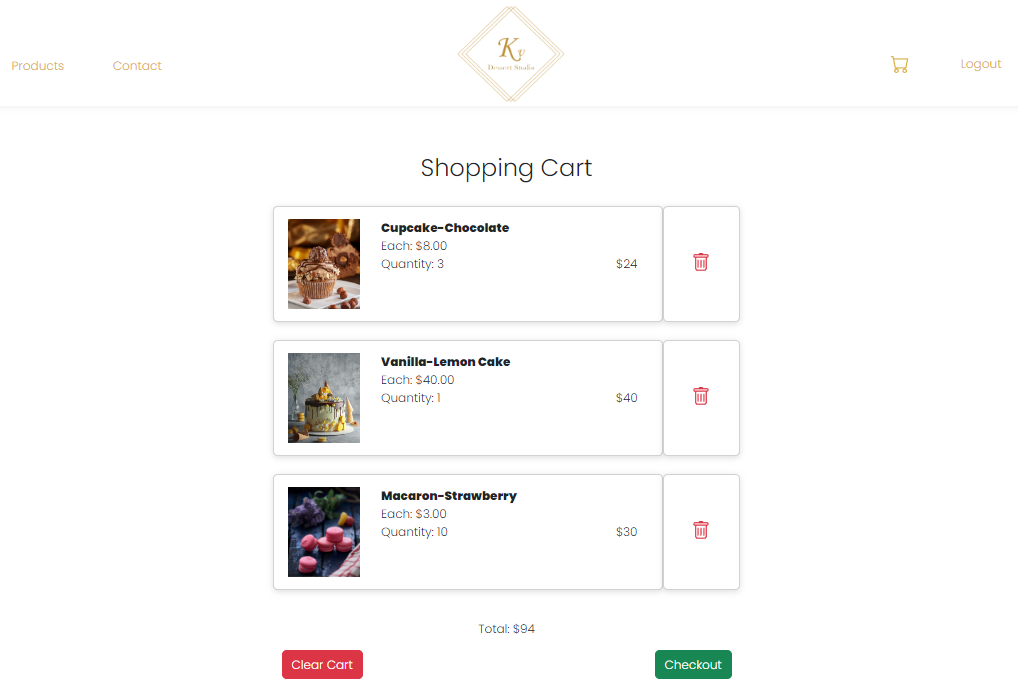 Products
Contact
Kv
Dessert Studio
Logout
Shopping Cart
Cupcake-Chocolate
Each: $8.00
Quantity: 3
$24
Vanilla-Lemon Cake
Each: $40.00
Quantity: 1
$40
Macaron-Strawberry
Each: $3.00
Quantity: 10
$30
Total: $94
Clear Cart
Checkout